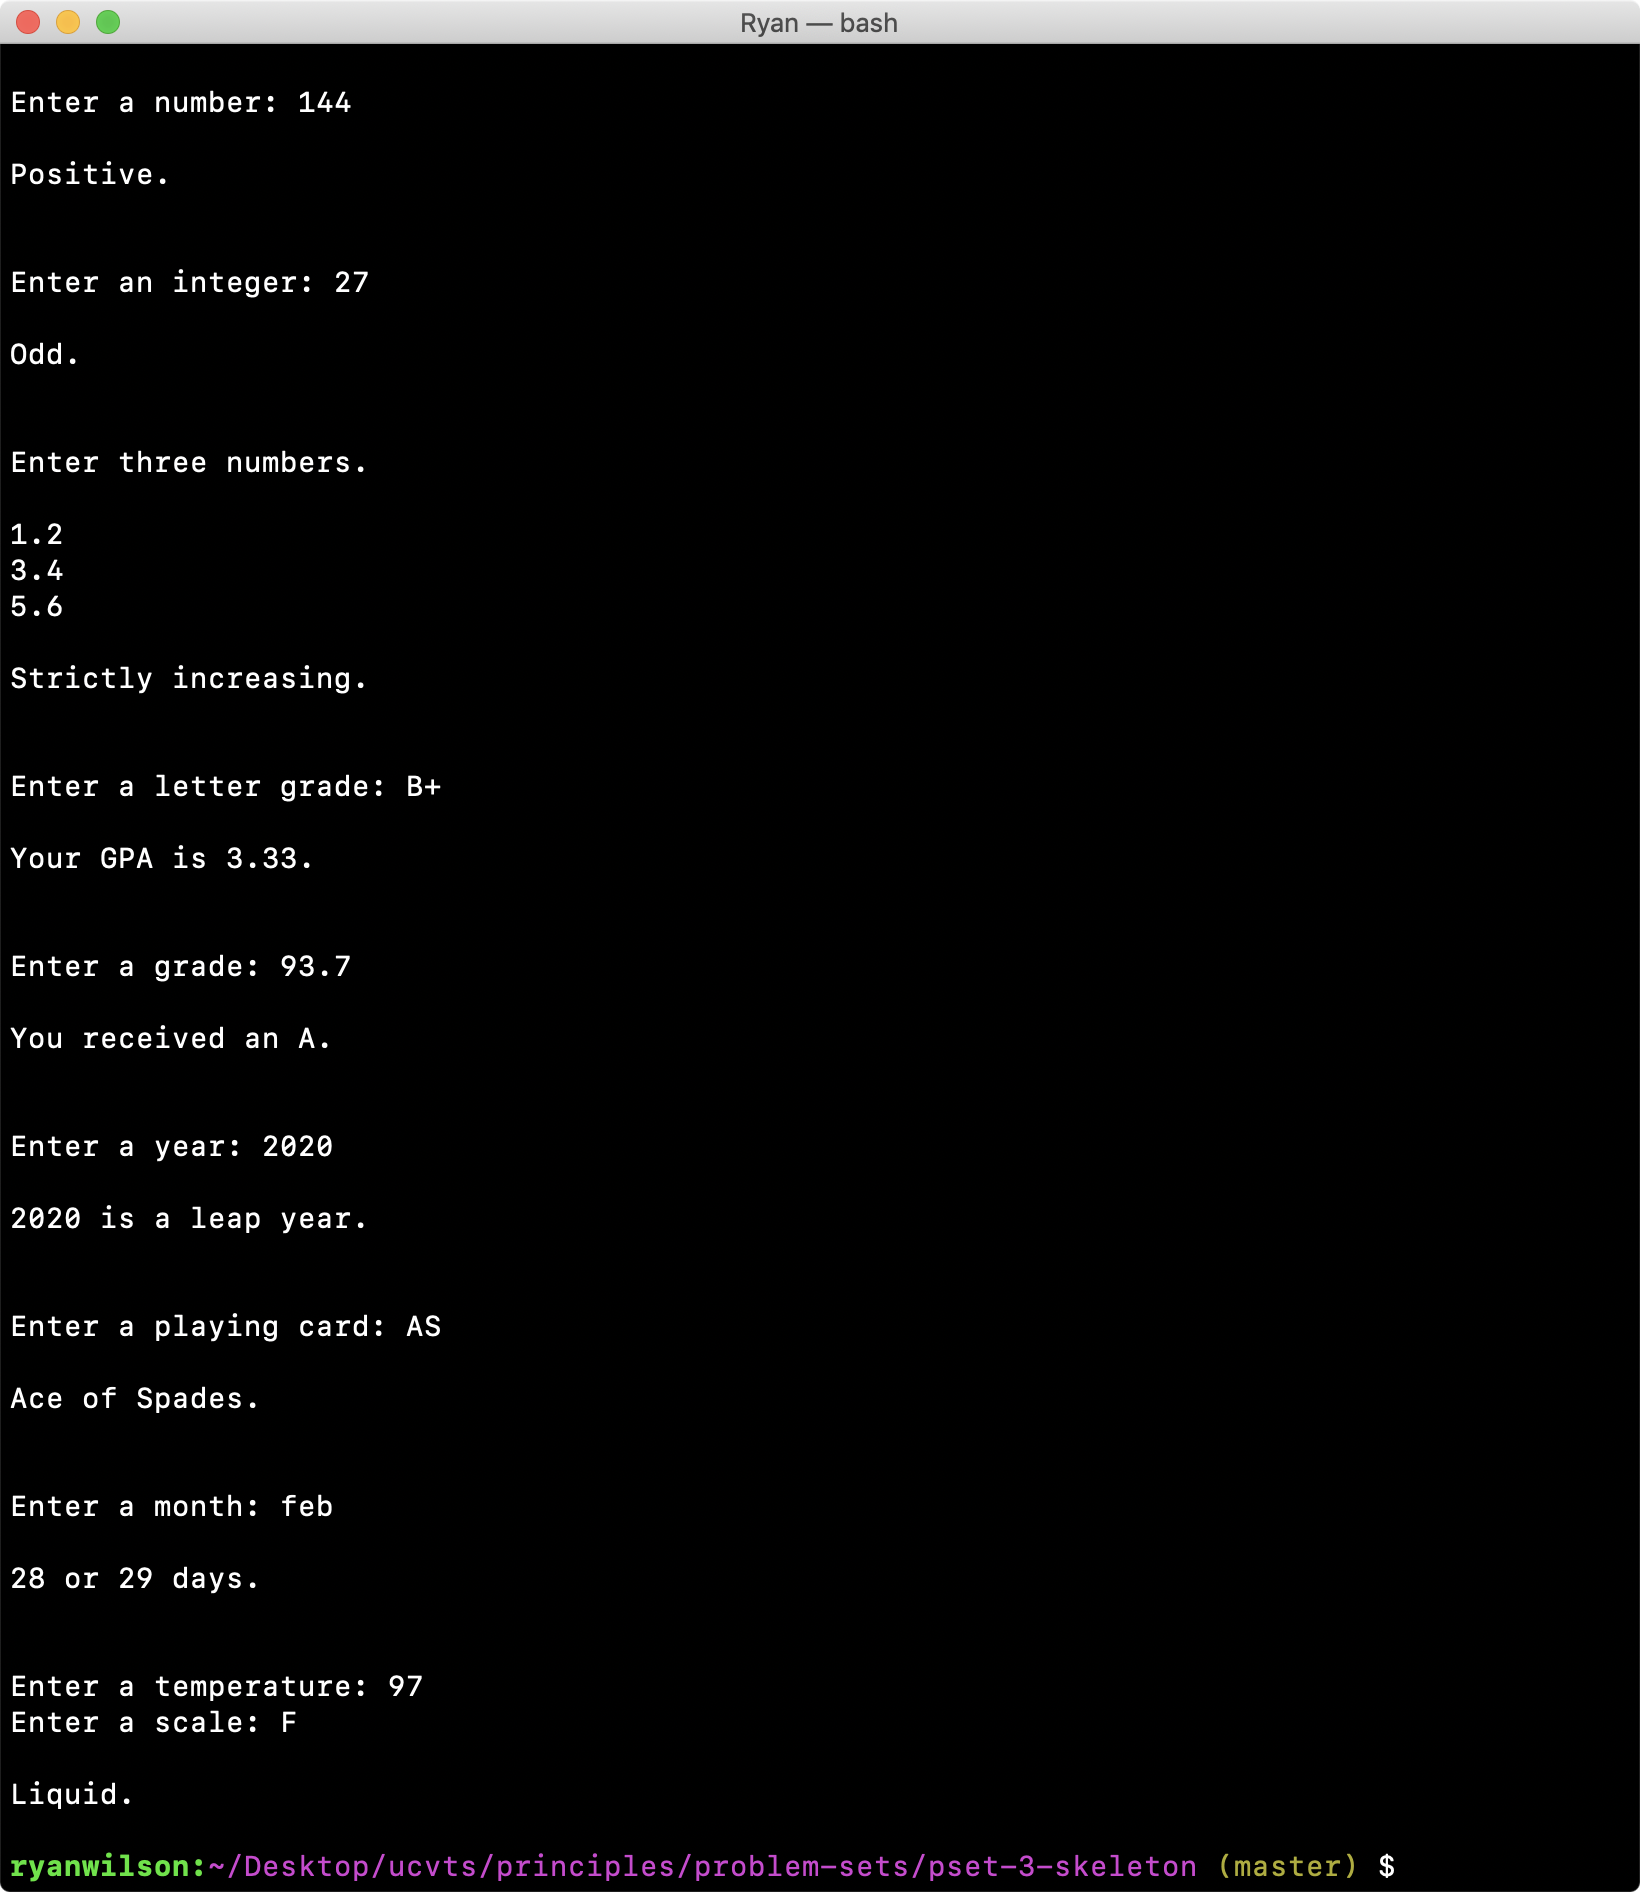 Ryan — bash
Enter a number: 144
Positive.
Enter an integer: 27
Odd.
Enter three numbers.
1.2
3.4
5.6
Strictly increasing.
Enter a letter grade: B+
Your GPA is 3.33.
Enter a grade: 93.7
You received an A.
Enter a year: 2020
2020 is a leap year.
Enter a playing card: AS
Ace of Spades.
Enter a month: feb
28 or 29 days.
Enter a temperature: 97
Enter a scale: F
Liquid.
ryanwilson:~/Desktop/ucvts/principles/problem-sets/pset-3-skeleton (master) $